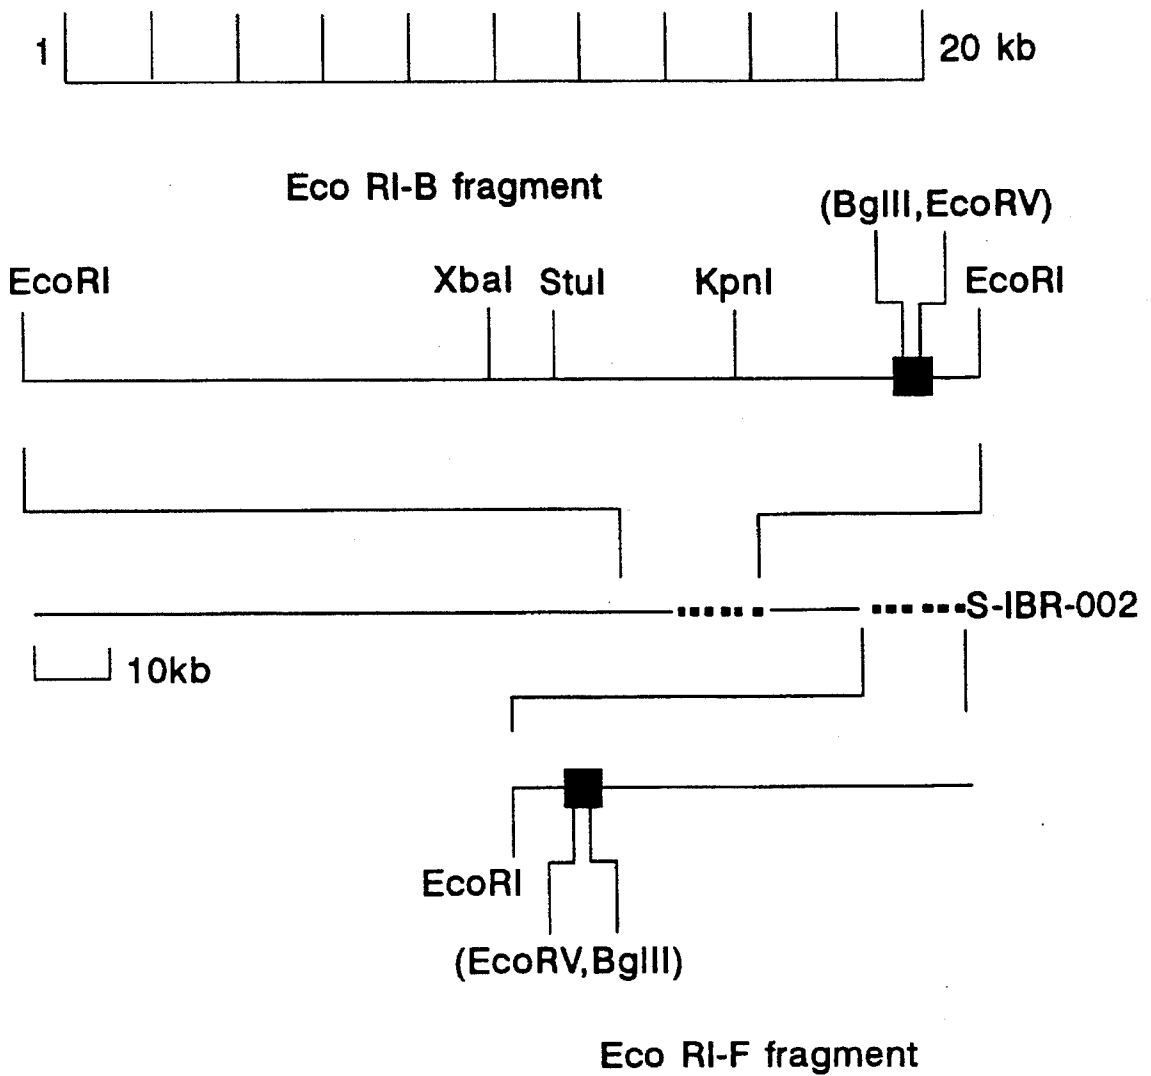 1 20 kb
Eco RI-B fragment
(BglII,EcoRV)
EcoRI XbaI StuI KpnI EcoRI
S-IBR-002
10kb
EcoRI
(EcoRV,BglII)
Eco RI-F fragment